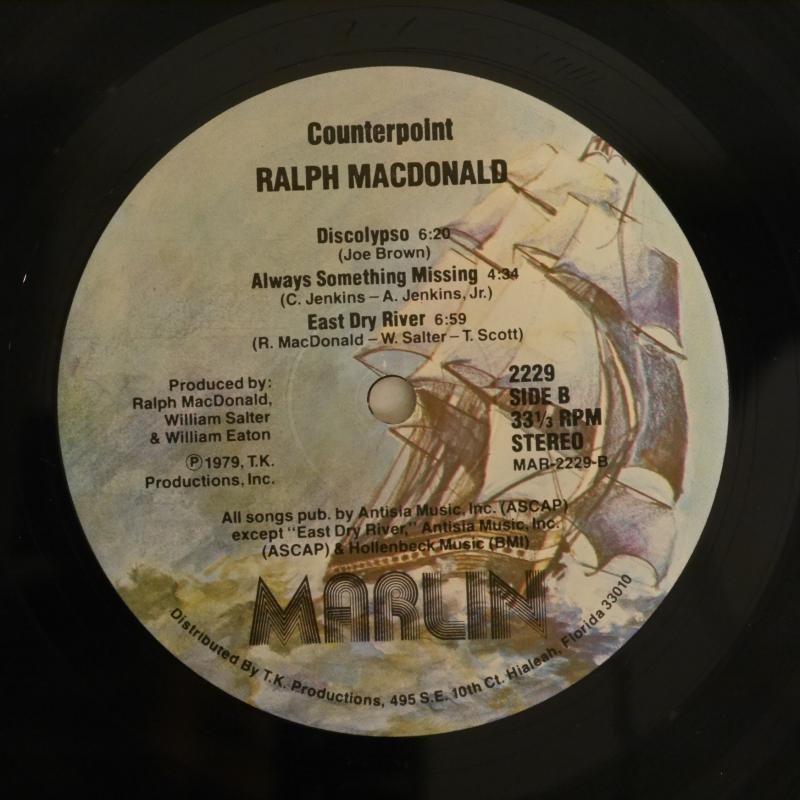 Counterpoint
RALPH MACDONALD
Discolypso 6:20
(Joe Brown)
Always Something Missing 4:34
(C. Jenkins – A. Jenkins, Jr.)
East Dry River 6:59
(R. MacDonald – W. Salter – T. Scott)
Produced by:
Ralph MacDonald,
William Salter
& William Eaton
Ⓟ1979, T.K.
Productions, Inc.
2229
SIDE B
33⅓ RPM
STEREO
MAR-2229-B
All songs pub. by Antisia Music, Inc. (ASCAP)
except "East Dry River," Antisia Music, Inc.
(ASCAP) & Hollenbeck Music (BMI)
MARLIN
Distributed By T.K. Productions, 495 S.E. 10th Ct. Hialeah, Florida 33010